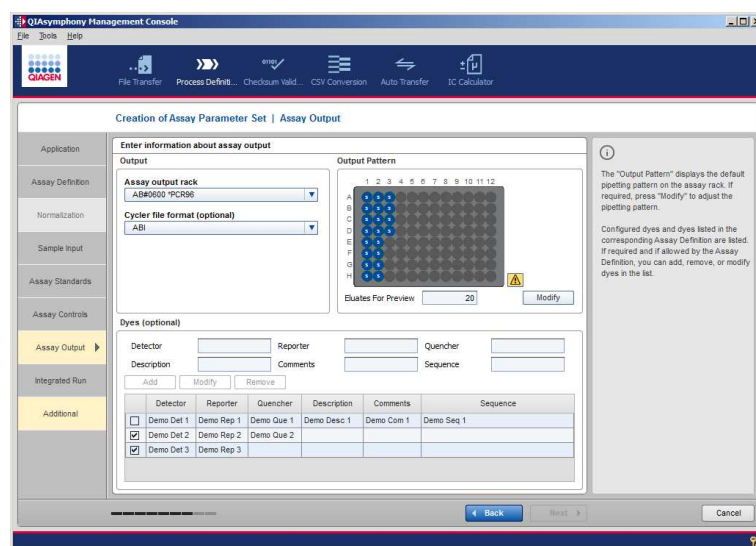 QIAsymphony Management Console
File Tools Help
QIAGEN
File Transfer Process Definiti... Checksum Valid... CSV Conversion Auto Transfer IC Calculator
Creation of Assay Parameter Set | Assay Output
Application
Assay Definition
Normalization
Sample Input
Assay Standards
Assay Controls
Assay Output
Integrated Run
Additional
Enter information about assay output
Output
Assay output rack
AB#0600 *PCR96
Cycler file format (optional)
ABI
Output Pattern
1 2 3 4 5 6 7 8 9 10 11 12
A S S S
B S S S
C S S S
D S S S
E S S
F S S
G S S
H S S
Eluates For Preview 20 Modify
Dyes (optional)
Detector Reporter Quencher
Description Comments Sequence
Add Modify Remove
Detector Reporter Quencher Description Comments Sequence
Demo Det 1 Demo Rep 1 Demo Que 1 Demo Desc 1 Demo Com 1 Demo Seq 1
Demo Det 2 Demo Rep 2 Demo Que 2
Demo Det 3 Demo Rep 3
The "Output Pattern" displays the default
pipetting pattern on the assay rack. If
required, press "Modify" to adjust the
pipetting pattern.
Configured dyes and dyes listed in the
corresponding Assay Definition are listed.
If required and if allowed by the Assay
Definition, you can add, remove, or modify
dyes in the list.
Back Next Cancel